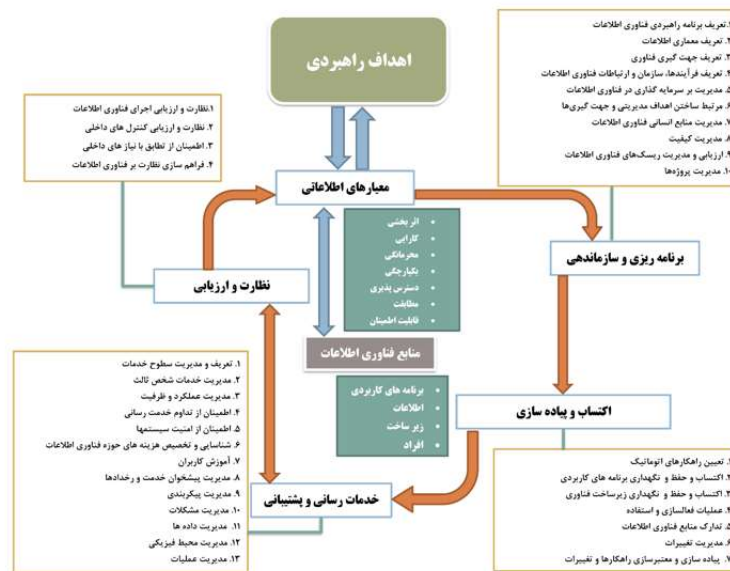 اهداف راهبردی
۱.تعریف برنامه راهبردی فناوری اطلاعات
۲. تعریف معماری اطلاعات
۳. تعریف جهت گیری فناوری
۴. تعریف فرآیندها، سازمان و ارتباطات فناوری اطلاعات
۵. مدیریت بر سرمایه گذاری در فناوری اطلاعات
۶. مرتبط ساختن اهداف مدیریتی و جهت گیری‌ها
۷. مدیریت منابع انسانی فناوری اطلاعات
۸. مدیریت کیفیت
۹. ارزیابی و مدیریت ریسک‌های فناوری اطلاعات
۱۰. مدیریت پروژه‌ها
۱.نظارت و ارزیابی اجرای فناوری اطلاعات
۲. نظارت و ارزیابی کنترل های داخلی
۳. اطمینان از تطابق با نیاز های داخلی
۴. فراهم سازی نظارت بر فناوری اطلاعات
معیارهای اطلاعاتی
• اثر بخشی
• کارایی
• محرمانگی
• یکپارچگی
• دسترس پذیری
• مطابقت
• قابلیت اطمینان
برنامه ریزی و سازماندهی
نظارت و ارزیابی
منابع فناوری اطلاعات
• برنامه های کاربردی
• اطلاعات
• زیر ساخت
• افراد
اکتساب و پیاده سازی
۱. تعیین راهکارهای اتوماتیک
۲. اکتساب و حفظ و نگهداری برنامه های کاربردی
۳. اکتساب و حفظ و نگهداری زیرساخت فناوری
۴. عملیات فعالسازی و استفاده
۵. تدارک منابع فناوری اطلاعات
۶. مدیریت تغییرات
۷. پیاده سازی و معتبرسازی راهکارها و تغییرات
خدمات رسانی و پشتیبانی
۱. تعریف و مدیریت سطوح خدمات
۲. مدیریت خدمات شخص ثالث
۳. مدیریت عملکرد و ظرفیت
۴. اطمینان از تداوم خدمت رسانی
۵. اطمینان از امنیت سیستمها
۶. شناسایی و تخصیص هزینه های حوزه فناوری اطلاعات
۷. آموزش کاربران
۸. مدیریت پیشخوان خدمت و رخدادها
۹. مدیریت پیکربندی
۱۰. مدیریت مشکلات
۱۱. مدیریت داده ها
۱۲. مدیریت محیط فیزیکی
۱۳. مدیریت عملیات